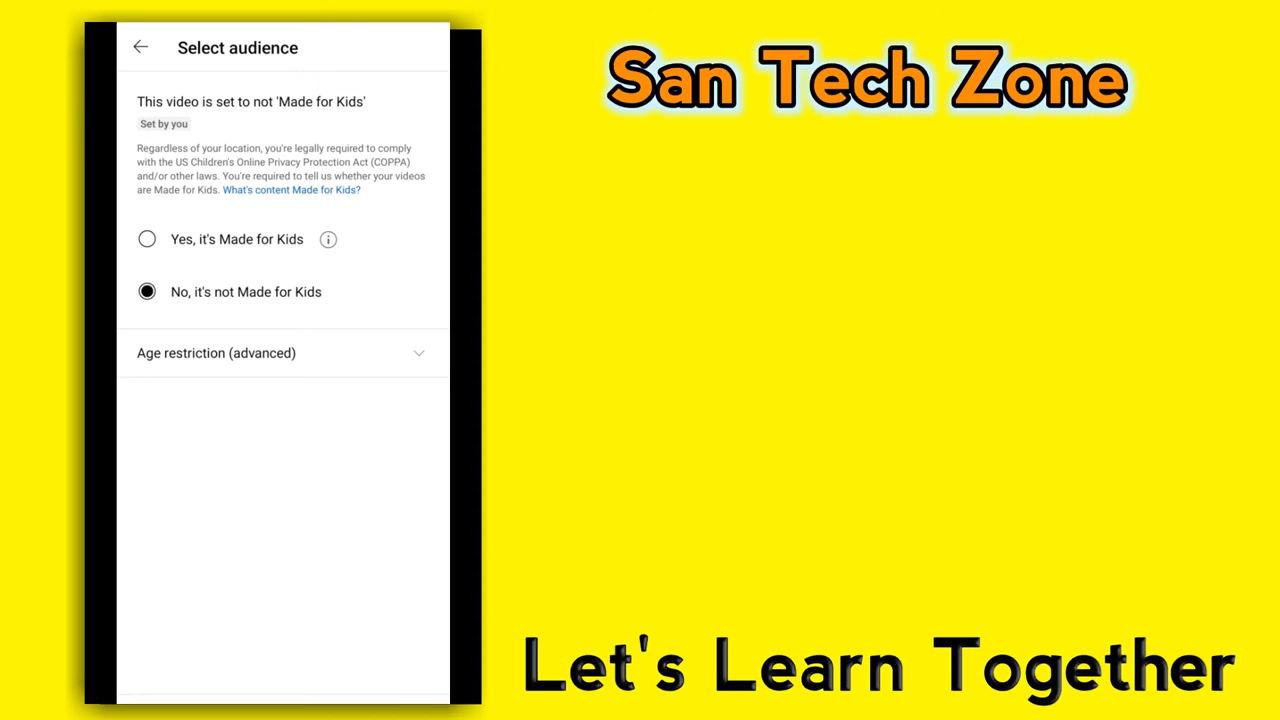 Select audience
This video is set to not 'Made for Kids'
Set by you
Regardless of your location, you're legally required to comply
with the US Children's Online Privacy Protection Act (COPPA)
and/or other laws. You're required to tell us whether your videos
are Made for Kids. What's content Made for Kids?
Yes, it's Made for Kids
No, it's not Made for Kids
Age restriction (advanced)
San Tech Zone
Let's Learn Together